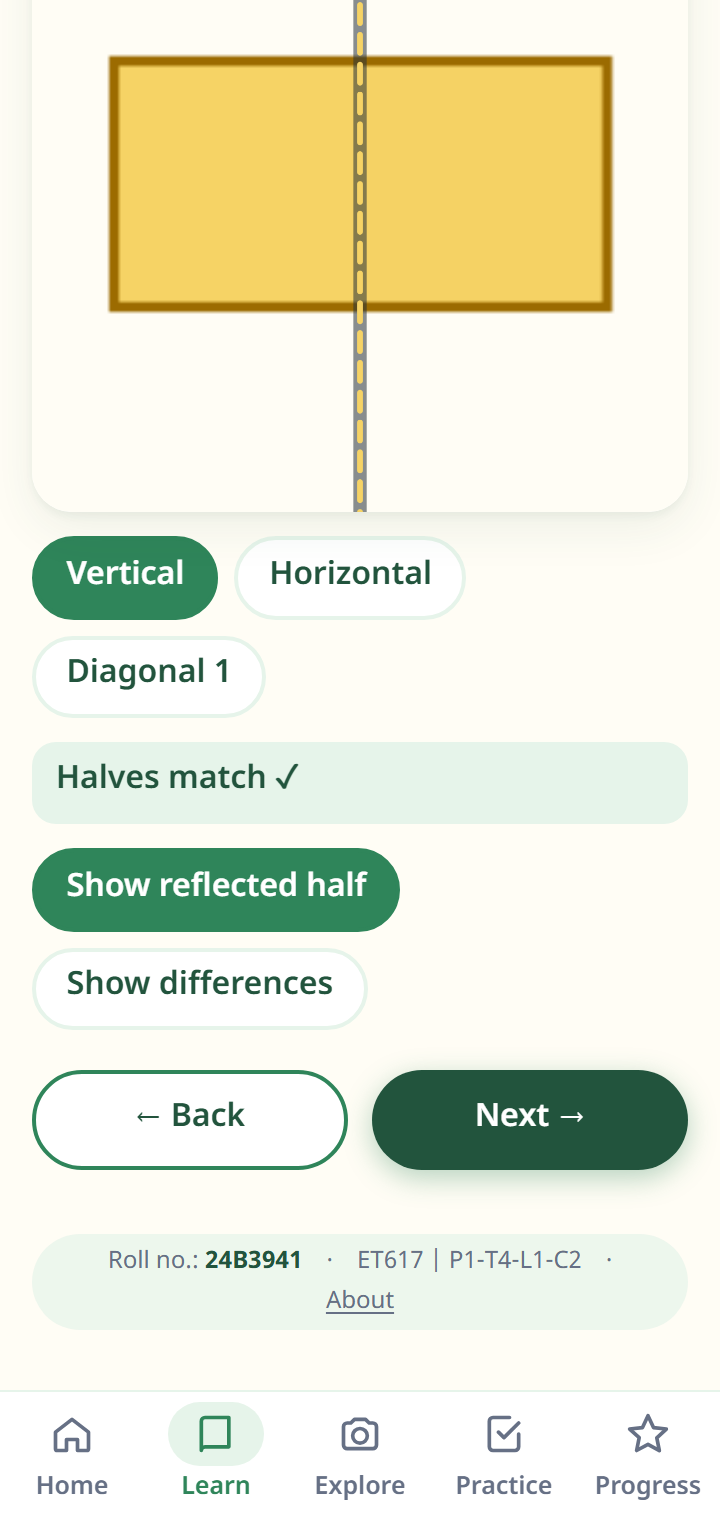 Vertical Horizontal
Diagonal 1
Halves match ✓
Show reflected half
Show differences
← Back Next →
Roll no.: 24B3941 · ET617 | P1-T4-L1-C2 ·
About
Home Learn Explore Practice Progress